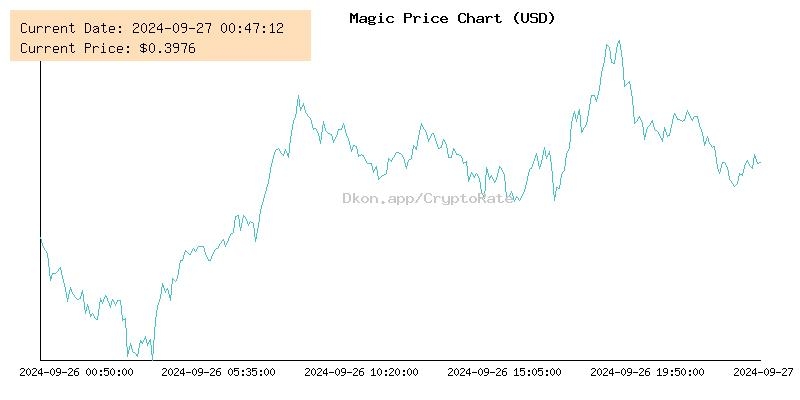 Magic Price Chart (USD)
Current Date: 2024-09-27 00:47:12
Current Price: $0.3976
Dkon.app/CryptoRate
2024-09-26 00:50:00 2024-09-26 05:35:00 2024-09-26 10:20:00 2024-09-26 15:05:00 2024-09-26 19:50:00 2024-09-27